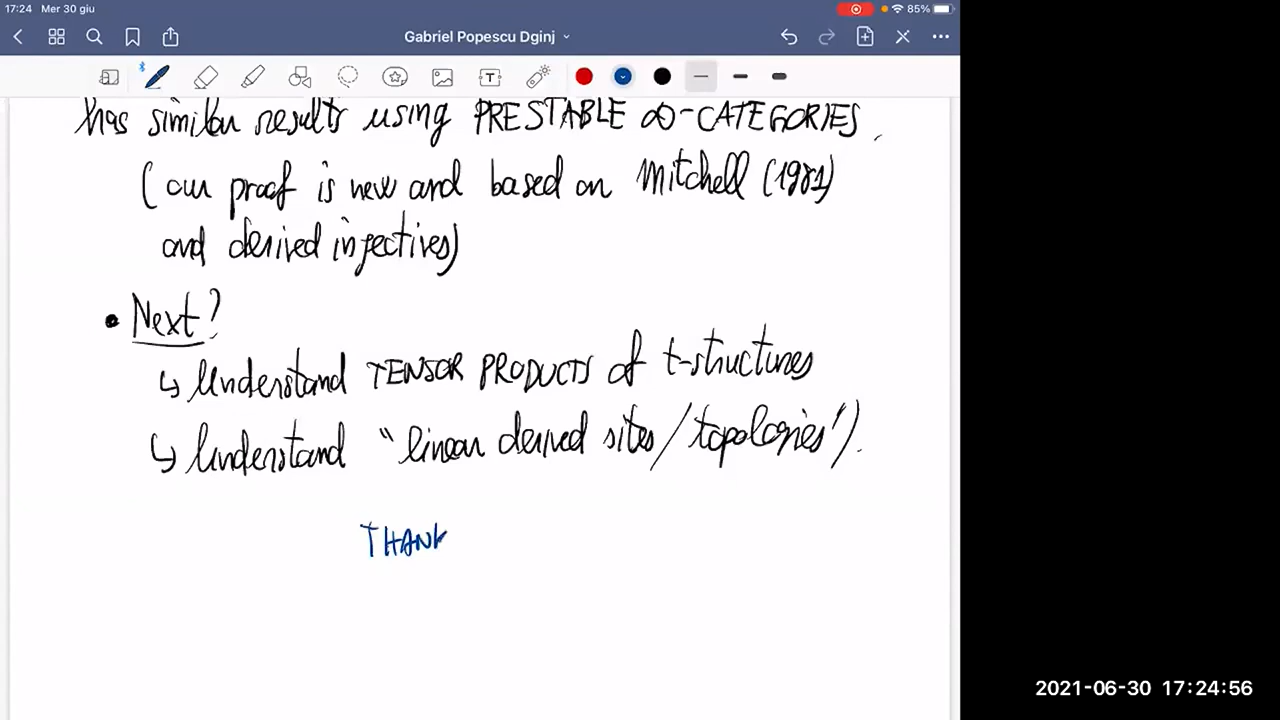 17:24 Mer 30 giu 85%
Gabriel Popescu Dginj
has similar results using PRESTABLE ∞-CATEGORIES.
(our proof is new and based on Mitchell (1981)
and derived injectives)
• Next?
↳ Understand TENSOR PRODUCTS of t-structures
↳ Understand "linear derived sites/topologies").
THANK
2021-06-30 17:24:56